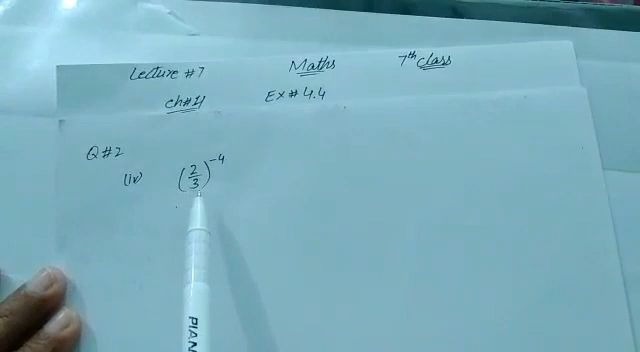 Lecture #7 Maths 7th class
ch#4 Ex# 4.4
Q#2
(iv) (2/3)^-4
PIAN